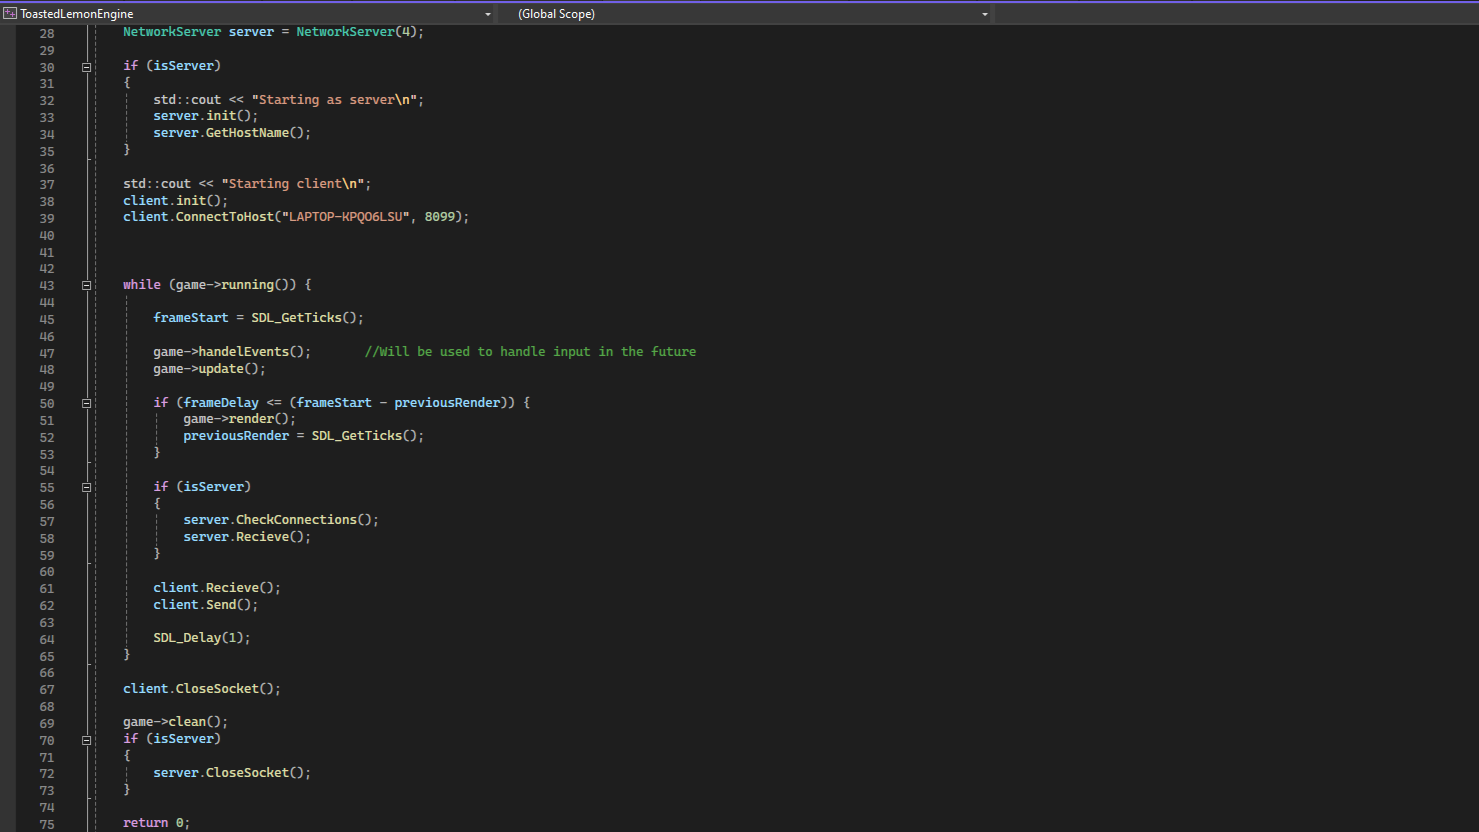 ToastedLemonEngine (Global Scope)
28 NetworkServer server = NetworkServer(4);
29
30 if (isServer)
31 {
32 std::cout << "Starting as server\n";
33 server.init();
34 server.GetHostName();
35 }
36
37 std::cout << "Starting client\n";
38 client.init();
39 client.ConnectToHost("LAPTOP-KPQO6LSU", 8099);
40
41
42
43 while (game->running()) {
44
45 frameStart = SDL_GetTicks();
46
47 game->handelEvents(); //Will be used to handle input in the future
48 game->update();
49
50 if (frameDelay <= (frameStart - previousRender)) {
51 game->render();
52 previousRender = SDL_GetTicks();
53 }
54
55 if (isServer)
56 {
57 server.CheckConnections();
58 server.Recieve();
59 }
60
61 client.Recieve();
62 client.Send();
63
64 SDL_Delay(1);
65 }
66
67 client.CloseSocket();
68
69 game->clean();
70 if (isServer)
71 {
72 server.CloseSocket();
73 }
74
75 return 0;